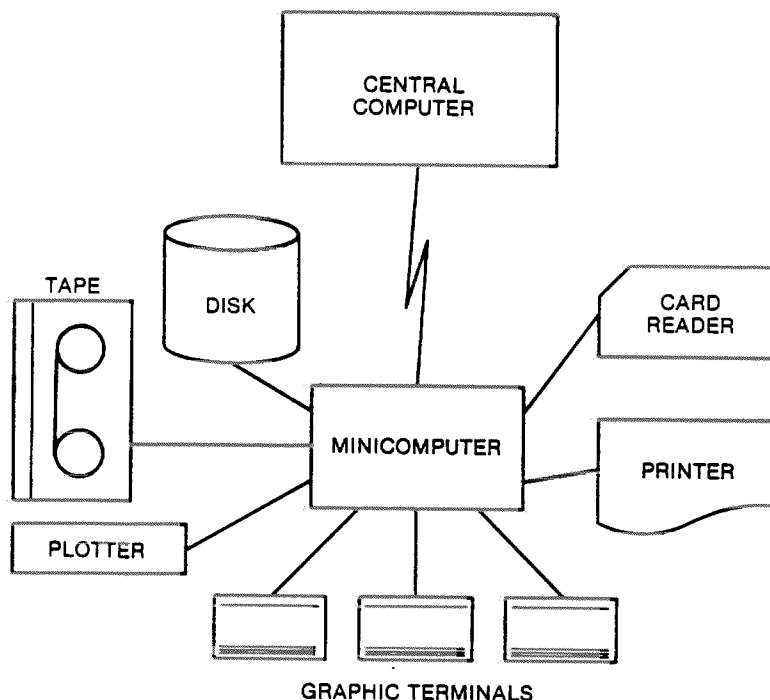 CENTRAL
COMPUTER
TAPE
DISK
CARD
READER
MINICOMPUTER
PRINTER
PLOTTER
GRAPHIC TERMINALS